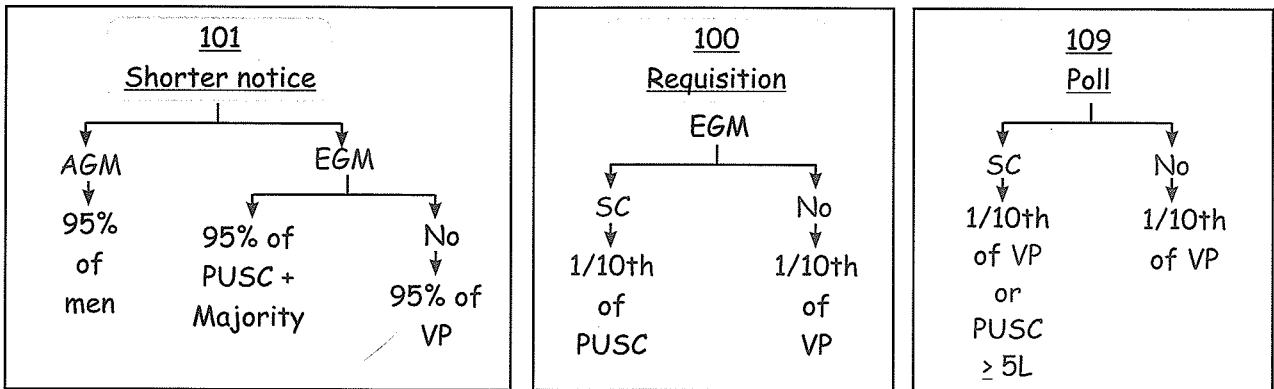 101
Shorter notice
AGM
95%
of
men
EGM
95% of
PUSC +
Majority
No
95% of
VP
100
Requisition
EGM
SC
1/10th
of
PUSC
No
1/10th
of
VP
109
Poll
SC
1/10th
of VP
or
PUSC
≥ 5L
No
1/10th
of VP